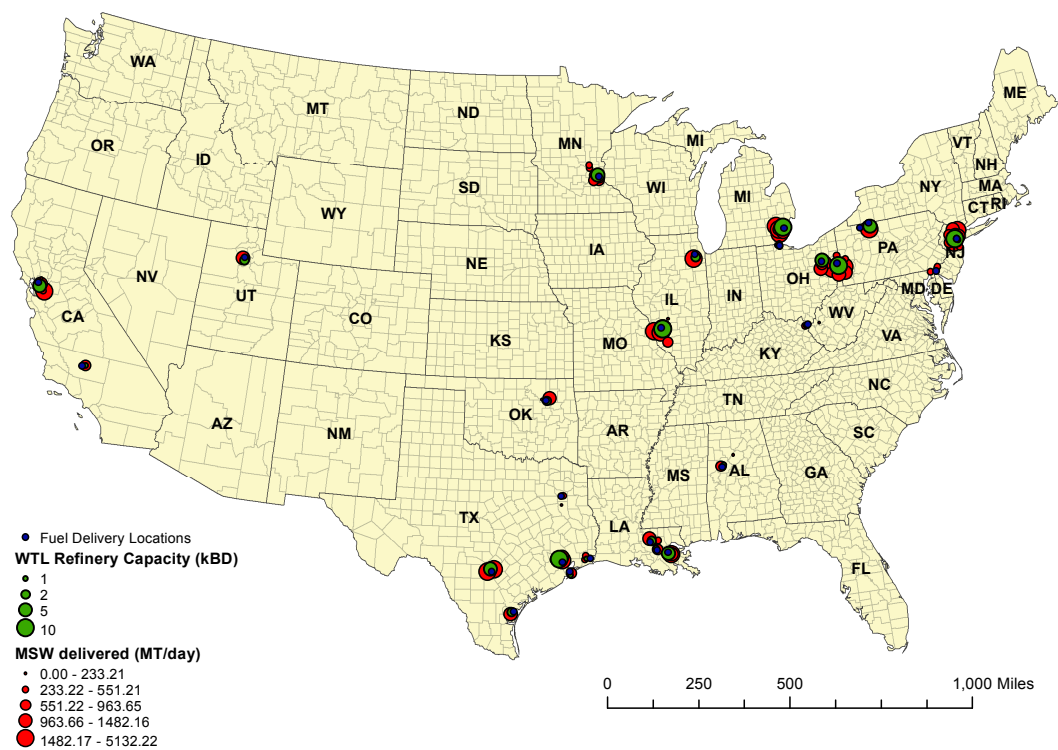 WA
MT
ND
MN
MI
ME
VT
NH
MA
CT
RI
NY
OR
ID
SD
WI
MI
WY
IA
NE
PA
NJ
OH
IN
IL
MD
DE
WV
VA
NV
UT
CO
CA
KS
MO
KY
NC
TN
OK
AR
SC
AZ
NM
MS
AL
GA
TX
LA
FL
Fuel Delivery Locations
WTL Refinery Capacity (kBD)
1
2
5
10
MSW delivered (MT/day)
0.00 - 233.21
233.22 - 551.21
551.22 - 963.65
963.66 - 1482.16
1482.17 - 5132.22
0 250 500 1,000 Miles